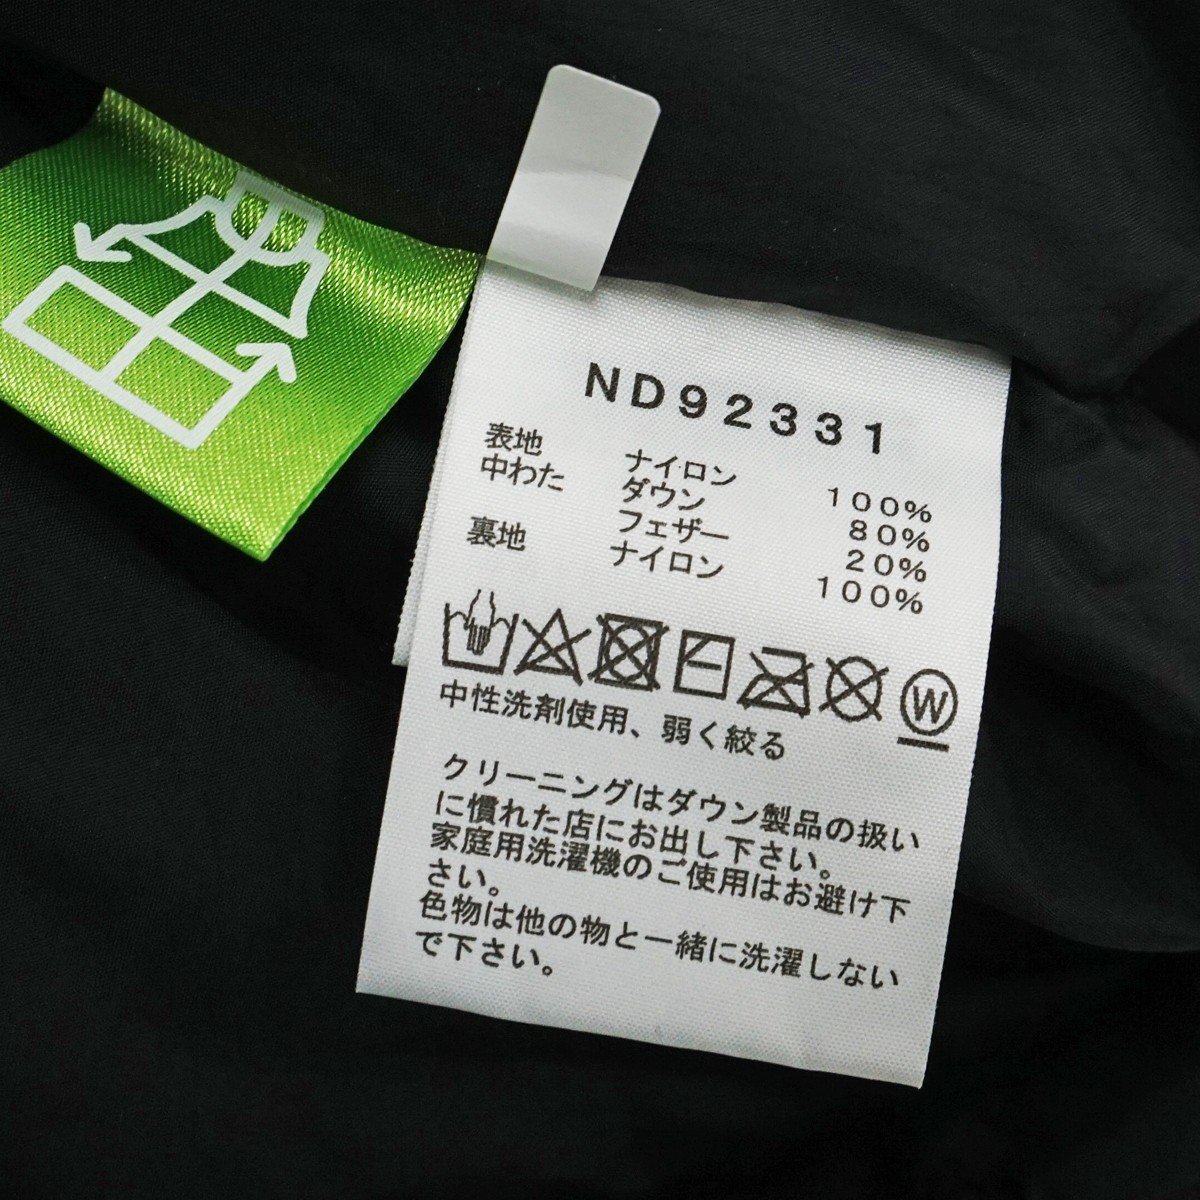 ND92331
表地 ナイロン 100%
中わた ダウン 80%
フェザー 20%
裏地 ナイロン 100%
W
中性洗剤使用、弱く絞る
クリーニングはダウン製品の扱い
に慣れた店にお出し下さい。
家庭用洗濯機のご使用はお避け下
さい。
色物は他の物と一緒に洗濯しない
で下さい。